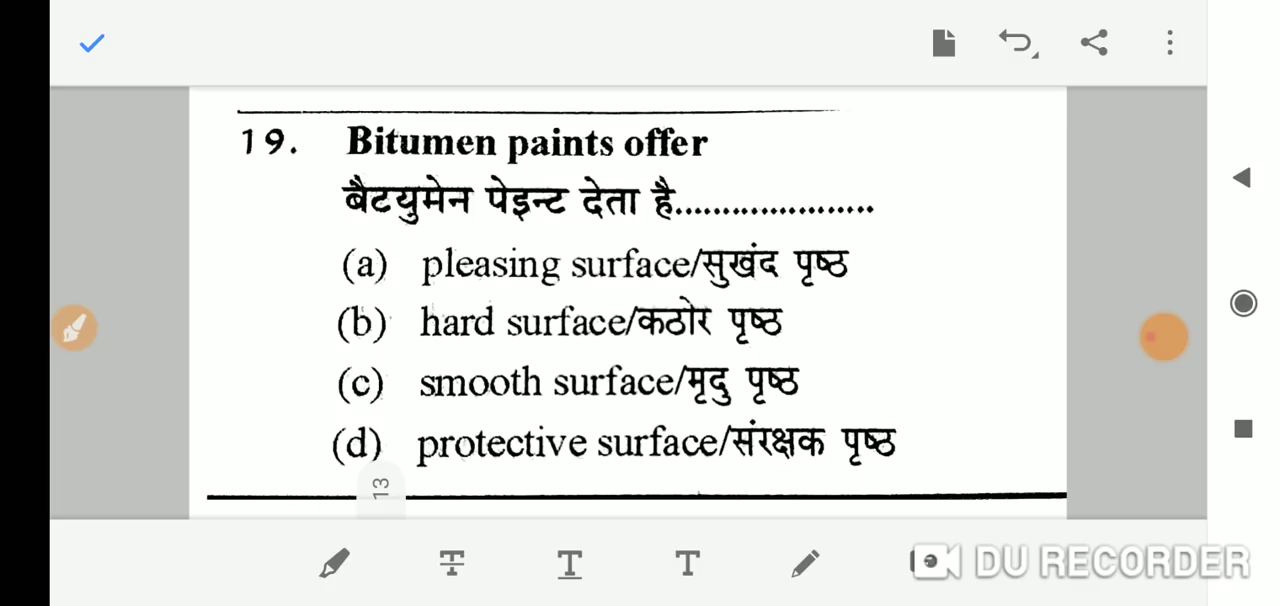 19. Bitumen paints offer
बैटयुमेन पेइन्ट देता है.....................
(a) pleasing surface/सुखंद पृष्ठ
(b) hard surface/कठोर पृष्ठ
(c) smooth surface/मृदु पृष्ठ
(d) protective surface/संरक्षक पृष्ठ
13
T T T
DU RECORDER